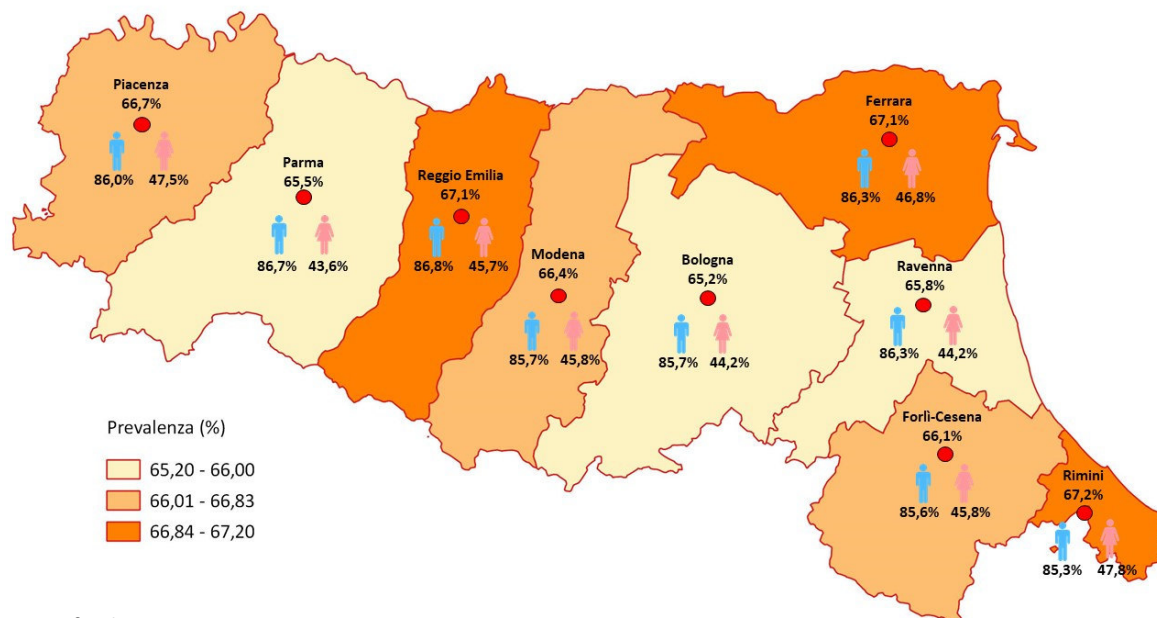 Piacenza
66,7%
86,0% 47,5%
Parma
65,5%
86,7% 43,6%
Reggio Emilia
67,1%
86,8% 45,7%
Modena
66,4%
85,7% 45,8%
Bologna
65,2%
85,7% 44,2%
Ferrara
67,1%
86,3% 46,8%
Ravenna
65,8%
86,3% 44,2%
Forlì-Cesena
66,1%
85,6% 45,8%
Rimini
67,2%
85,3% 47,8%
Prevalenza (%)
65,20 - 66,00
66,01 - 66,83
66,84 - 67,20